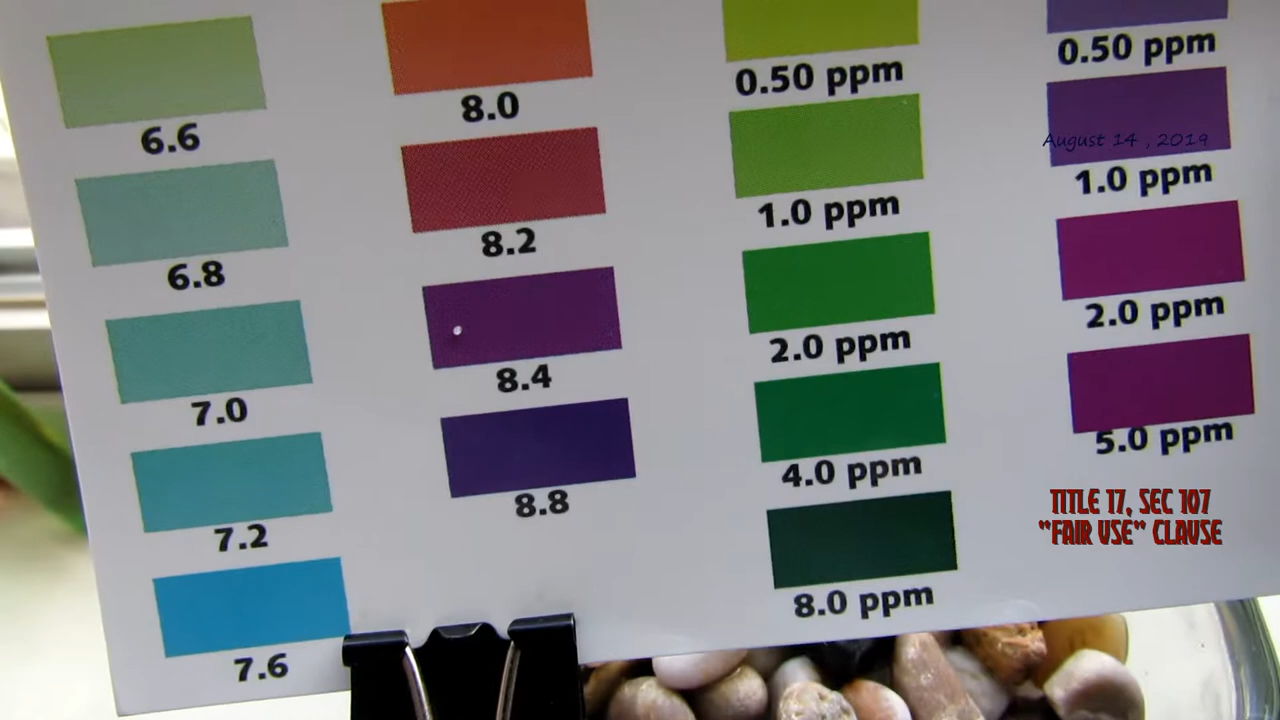 6.6
6.8
7.0
7.2
7.6
8.0
8.2
8.4
8.8
0.50 ppm
1.0 ppm
2.0 ppm
4.0 ppm
8.0 ppm
0.50 ppm
August 14 , 2019
1.0 ppm
2.0 ppm
5.0 ppm
TITLE 17, SEC 107
"FAIR USE" CLAUSE